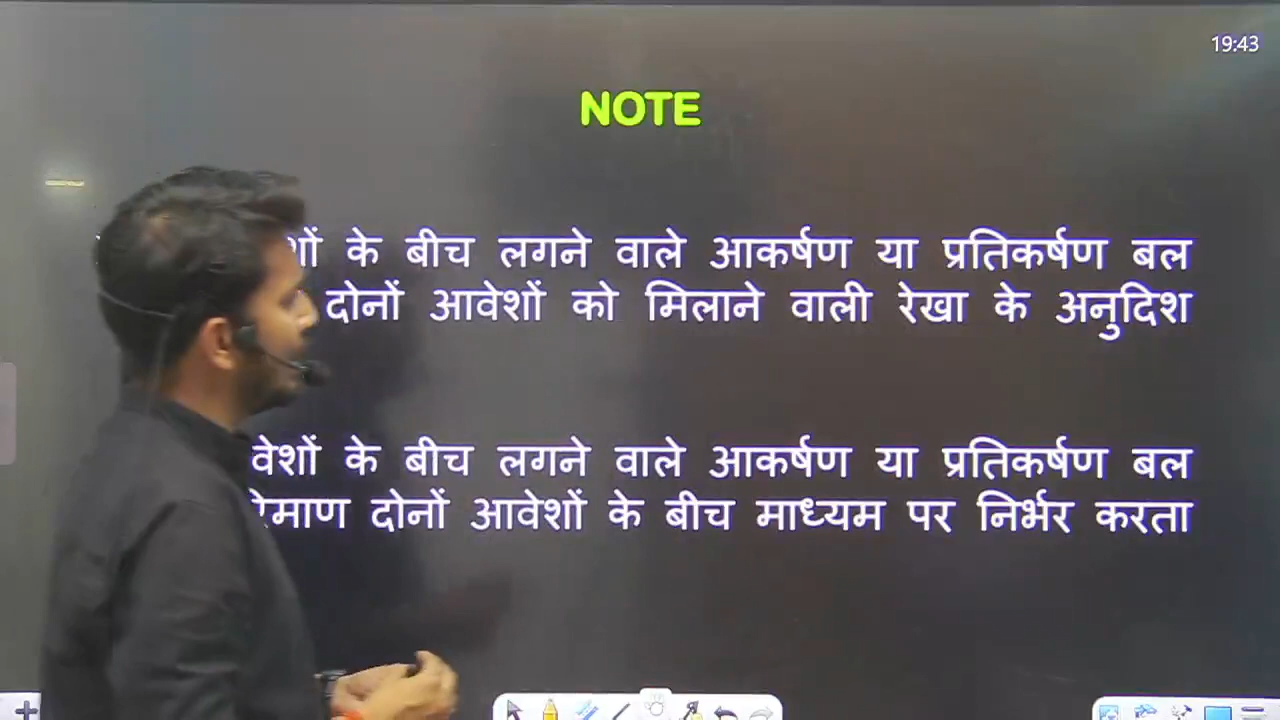 19:43
NOTE
के बीच लगने वाले आकर्षण या प्रतिकर्षण बल
दोनों आवेशों को मिलाने वाली रेखा के अनुदिश
के बीच लगने वाले आकर्षण या प्रतिकर्षण बल
दोनों आवेशों के बीच माध्यम पर निर्भर करता